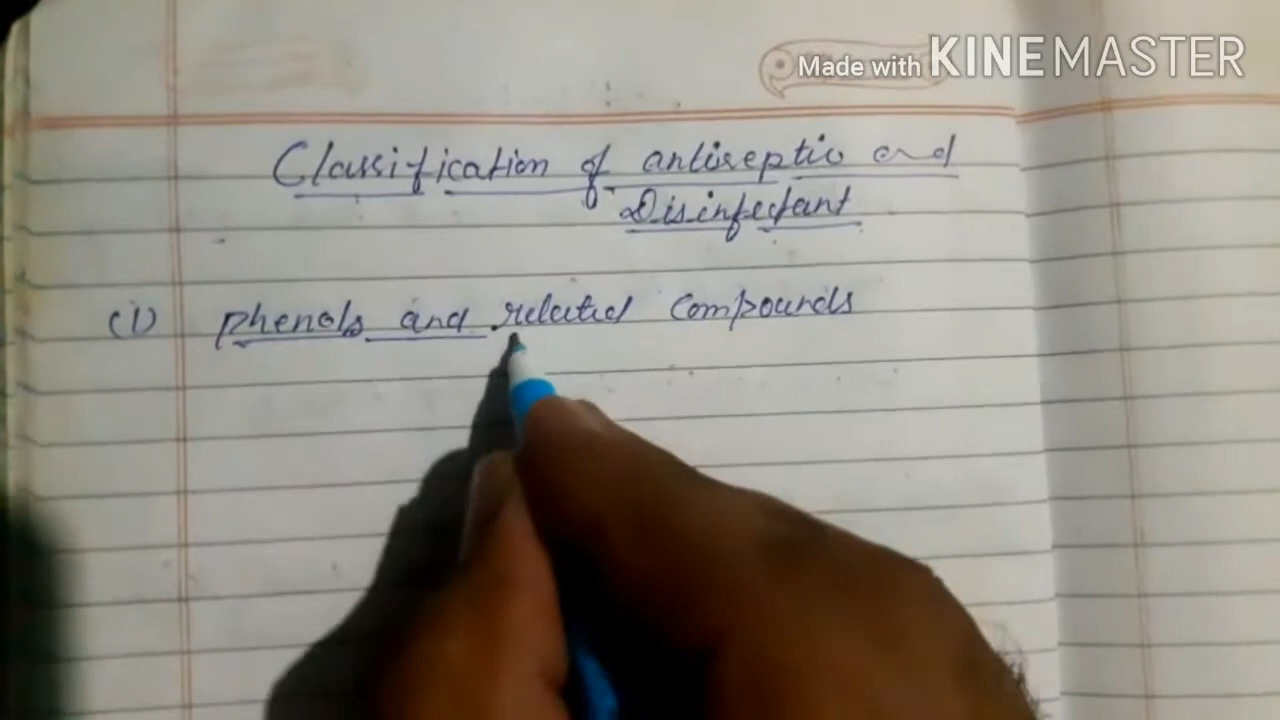 Made with KINEMASTER
Classification of antiseptic and
Disinfectant
(1) phenols and related compounds